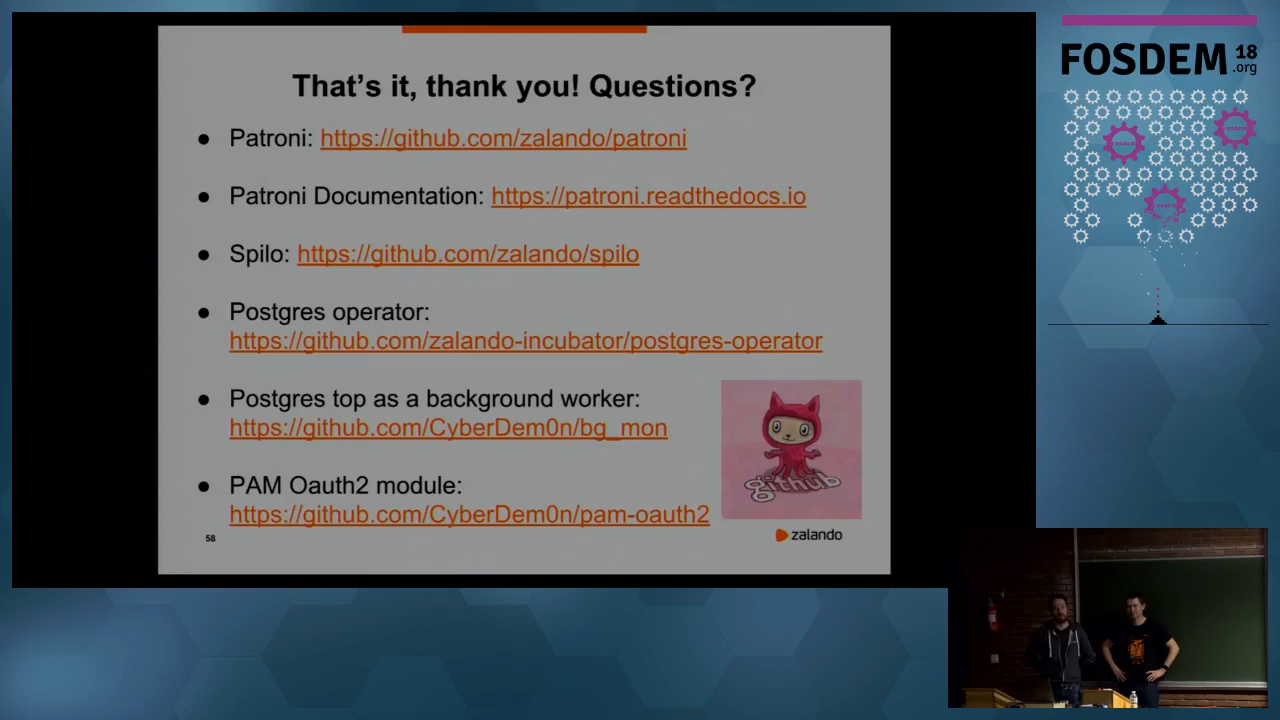 That's it, thank you! Questions?
● Patroni: https://github.com/zalando/patroni
● Patroni Documentation: https://patroni.readthedocs.io
● Spilo: https://github.com/zalando/spilo
● Postgres operator:
https://github.com/zalando-incubator/postgres-operator
● Postgres top as a background worker:
https://github.com/CyberDem0n/bg_mon
● PAM Oauth2 module:
https://github.com/CyberDem0n/pam-oauth2
github
58
zalando
FOSDEM 18
.org